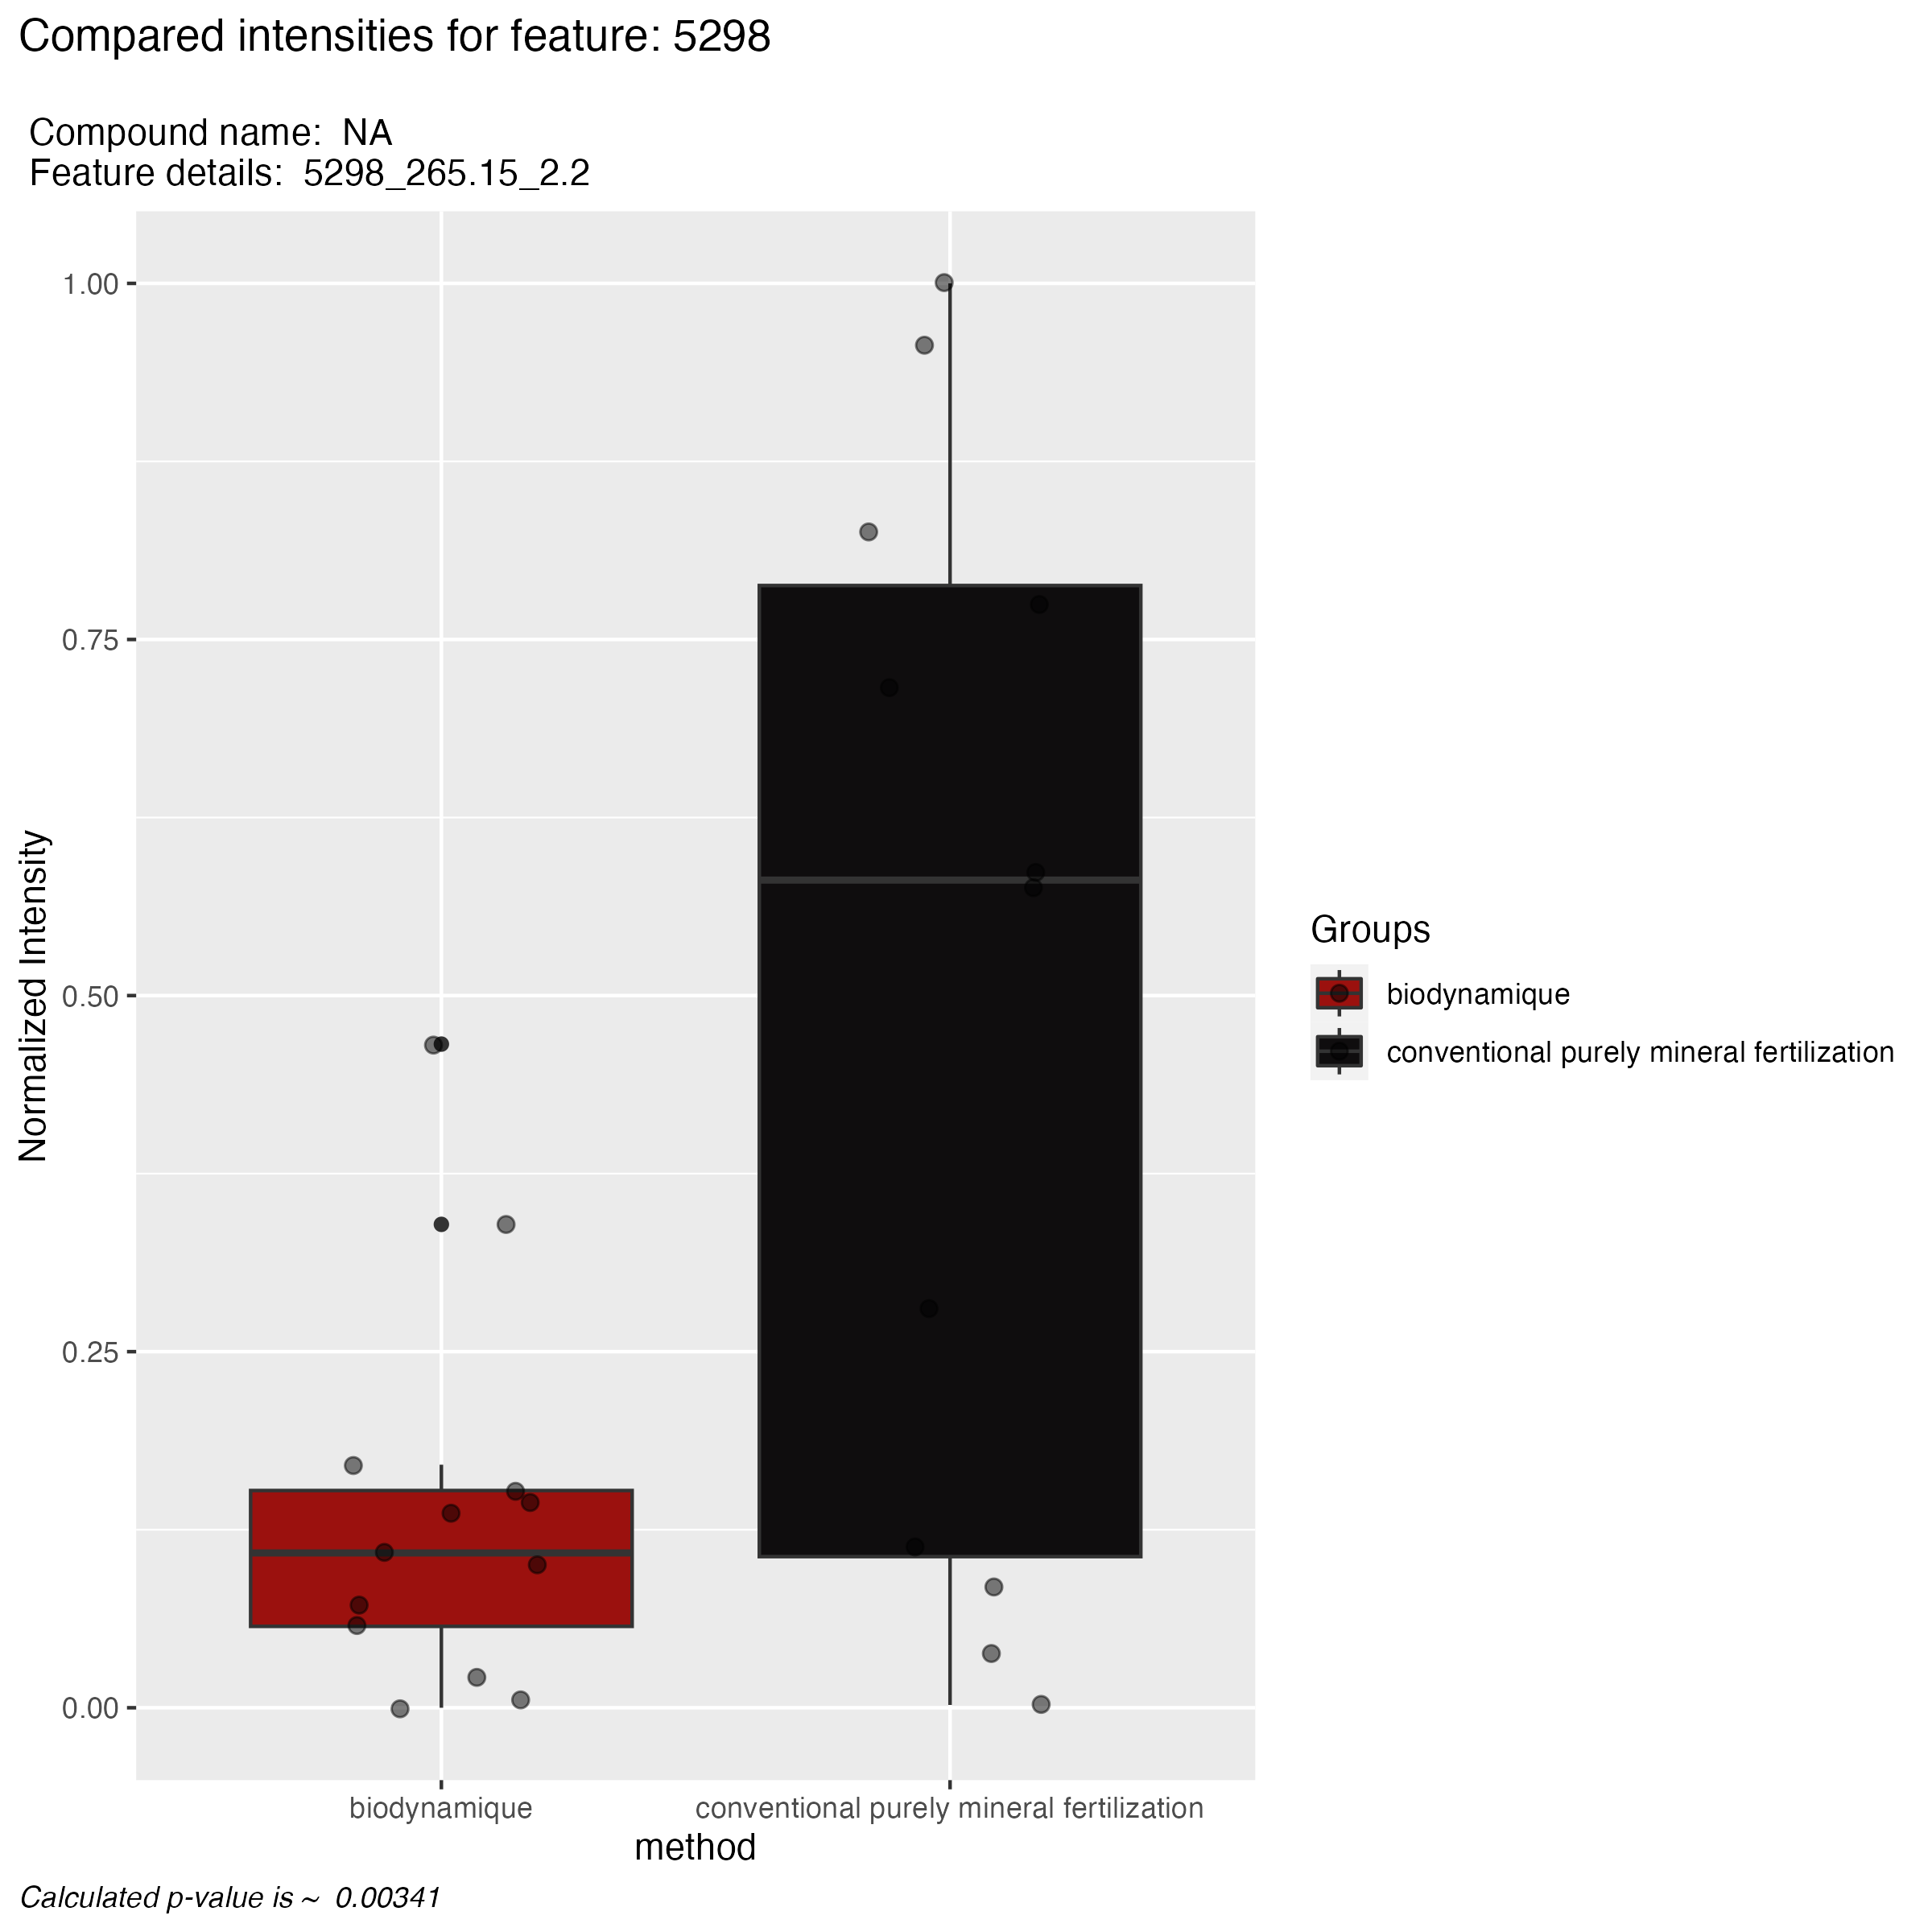 Compared intensities for feature: 5298
Compound name:  NA
Feature details:  5298_265.15_2.2
Normalized Intensity
1.00
0.75
0.50
0.25
0.00
biodynamique
conventional purely mineral fertilization
method
Groups
biodynamique
conventional purely mineral fertilization
Calculated p-value is ~  0.00341